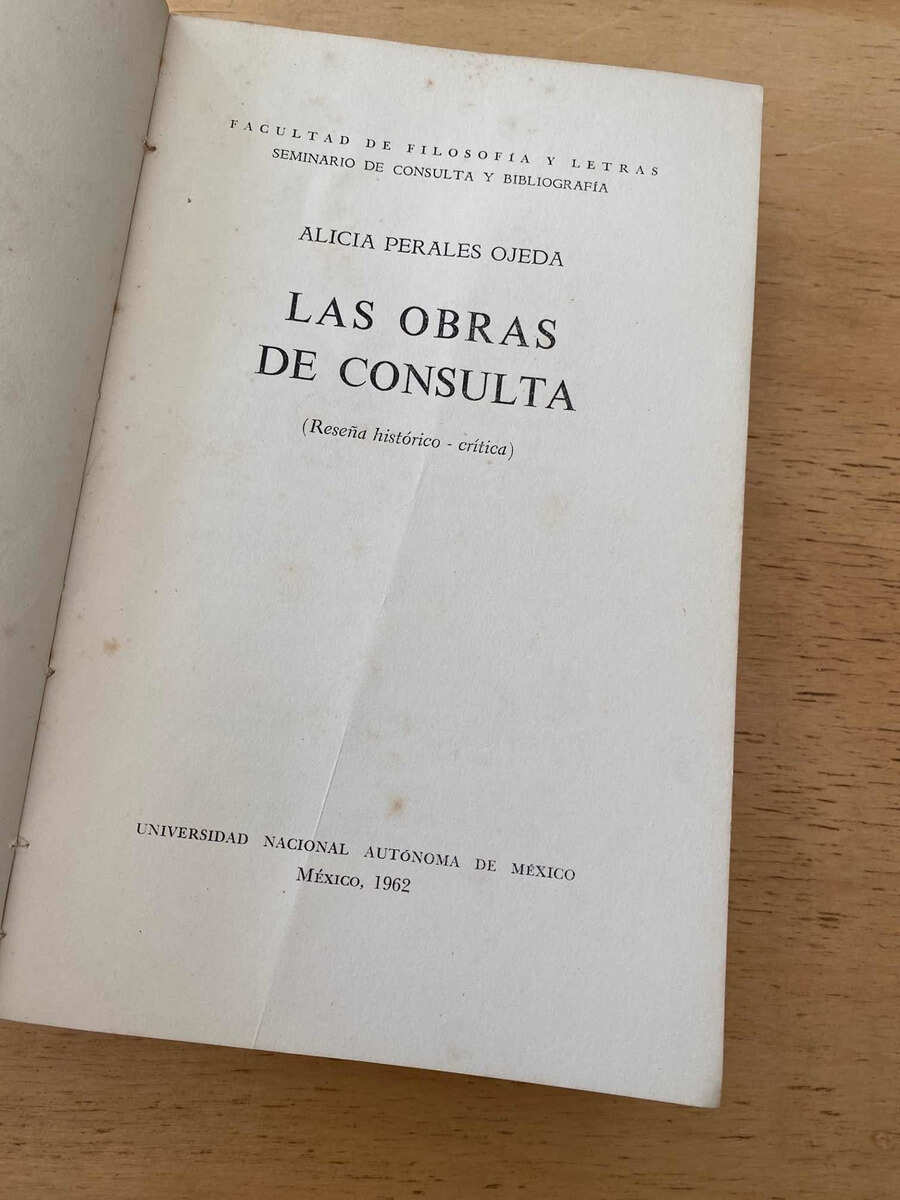 FACULTAD DE FILOSOFÍA Y LETRAS
SEMINARIO DE CONSULTA Y BIBLIOGRAFÍA
ALICIA PERALES OJEDA
LAS OBRAS
DE CONSULTA
(Reseña histórico - crítica)
UNIVERSIDAD NACIONAL AUTÓNOMA DE MÉXICO
MÉXICO, 1962